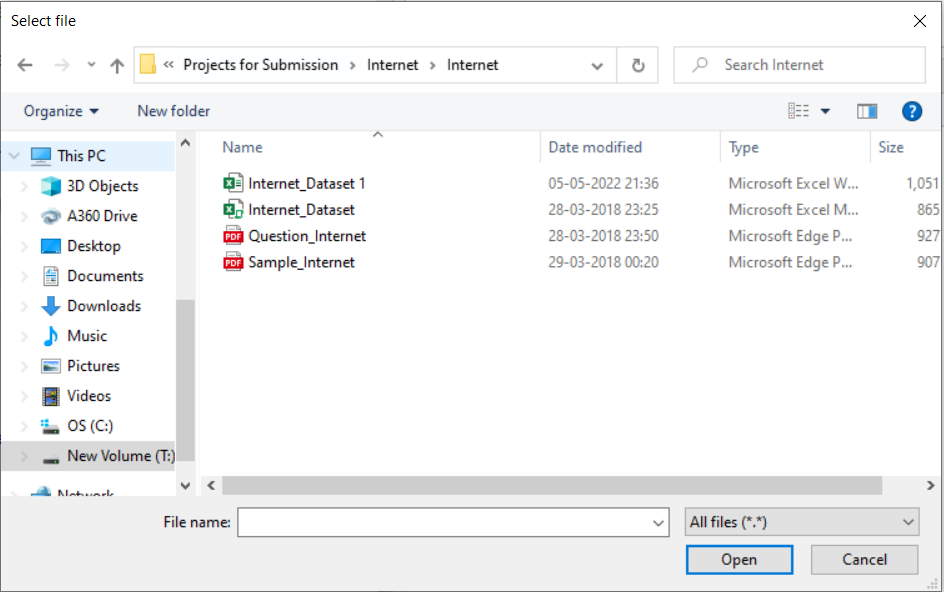 Select file
« Projects for Submission > Internet > Internet
Search Internet
Organize
New folder
?
Name
Date modified
Type
Size
Internet_Dataset 1
05-05-2022 21:36
Microsoft Excel W...
1,051
Internet_Dataset
28-03-2018 23:25
Microsoft Excel M...
865
Question_Internet
28-03-2018 23:50
Microsoft Edge P...
927
Sample_Internet
29-03-2018 00:20
Microsoft Edge P...
907
This PC
3D Objects
A360 Drive
Desktop
Documents
Downloads
Music
Pictures
Videos
OS (C:)
New Volume (T:)
Network
File name:
All files (*.*)
Open
Cancel